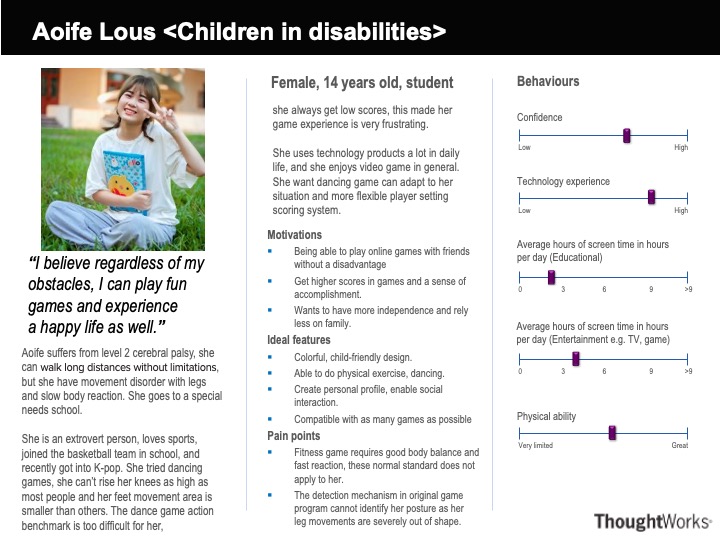 Aoife Lous <Children in disabilities>
“I believe regardless of my
obstacles, I can play fun
games and experience
a happy life as well.”
Aoife suffers from level 2 cerebral palsy, she
can walk long distances without limitations,
but she have movement disorder with legs
and slow body reaction. She goes to a special
needs school.
She is an extrovert person, loves sports,
joined the basketball team in school, and
recently got into K-pop. She tried dancing
games, she can’t rise her knees as high as
most people and her feet movement area is
smaller than others. The dance game action
benchmark is too difficult for her,
Female, 14 years old, student
she always get low scores, this made her
game experience is very frustrating.
She uses technology products a lot in daily
life, and she enjoys video game in general.
She want dancing game can adapt to her
situation and more flexible player setting
scoring system.
Motivations
Being able to play online games with friends
without a disadvantage
Get higher scores in games and a sense of
accomplishment.
Wants to have more independence and rely
less on family.
Ideal features
Colorful, child-friendly design.
Able to do physical exercise, dancing.
Create personal profile, enable social
interaction.
Compatible with as many games as possible
Pain points
Fitness game requires good body balance and
fast reaction, these normal standard does not
apply to her.
The detection mechanism in original game
program cannot identify her posture as her
leg movements are severely out of shape.
Behaviours
Confidence
Low High
Technology experience
Low High
Average hours of screen time in hours
per day (Educational)
0 3 6 9 >9
Average hours of screen time in hours
per day (Entertainment e.g. TV, game)
0 3 6 9 >9
Physical ability
Very limited Great
ThoughtWorks®